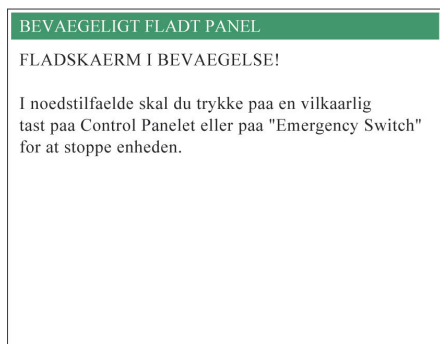 BEVAEGELIGT FLADT PANEL
FLADSKAERM I BEVAEGELSE!
I noedstilfaelde skal du trykke paa en vilkaarlig
tast paa Control Panelet eller paa "Emergency Switch"
for at stoppe enheden.